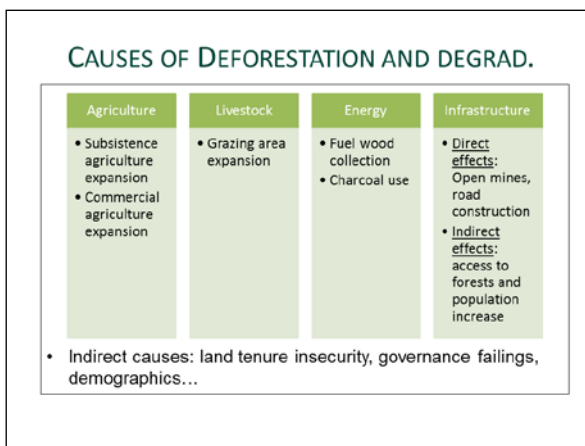 CAUSES OF DEFORESTATION AND DEGRAD.
Agriculture
• Subsistence
agriculture
expansion
• Commercial
agriculture
expansion
Livestock
• Grazing area
expansion
Energy
• Fuel wood
collection
• Charcoal use
Infrastructure
• Direct
effects:
Open mines,
road
construction
• Indirect
effects:
access to
forests and
population
increase
• Indirect causes: land tenure insecurity, governance failings,
demographics…